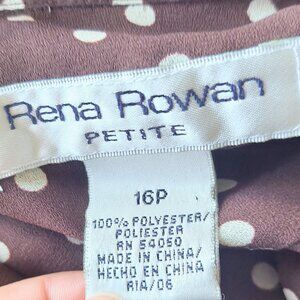 Rena Rowan
PETITE
16P
100% POLYESTER/
POLIESTER
RN 54050
MADE IN CHINA/
HECHO EN CHINA
RIA/06